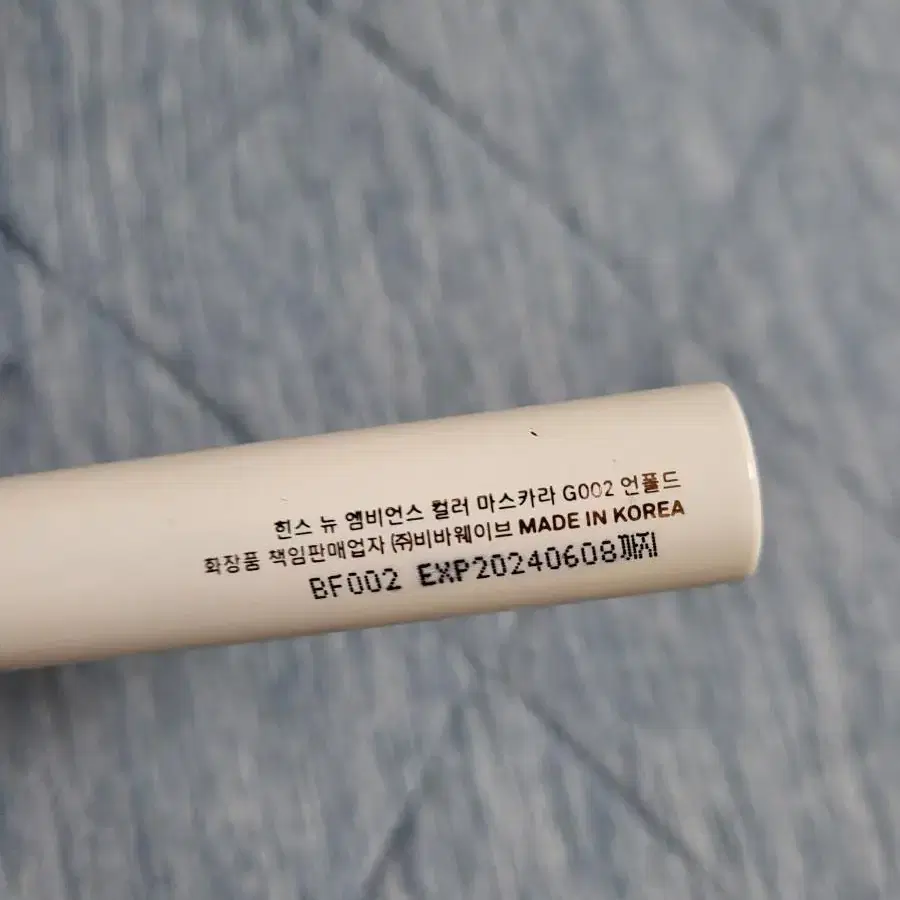 힌스 뉴 앰비언스 컬러 마스카라 G002 언폴드
화장품 책임판매업자 ㈜비바웨이브 MADE IN KOREA
BF002 EXP20240608까지